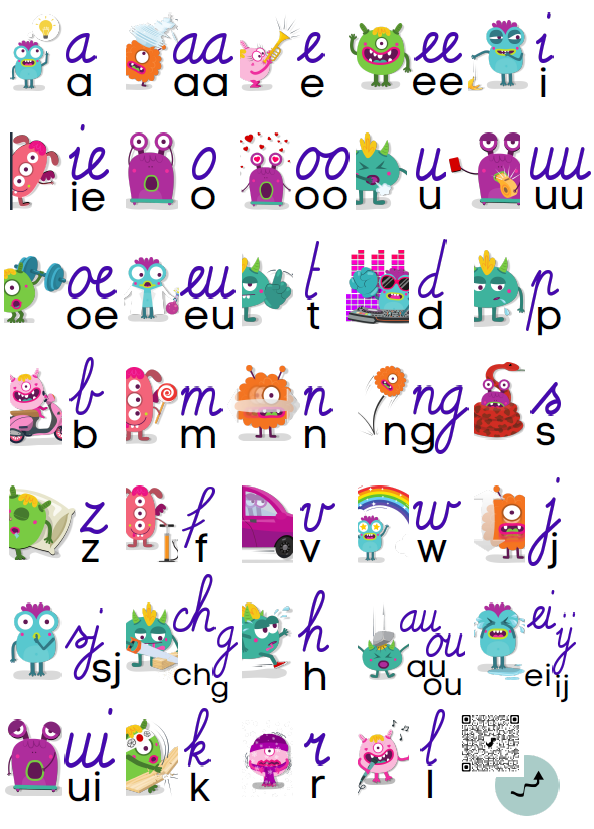 a aa e ee i
a aa e ee i
ie o oo u uu
ie o oo u uu
oe eu t d p
oe eu t d p
b m n ng s
b m n ng s
z f v w j
z f v w j
sj ch g h au ou ei ij
sj ch g h au ou ei ij
ui k r l
ui k r l